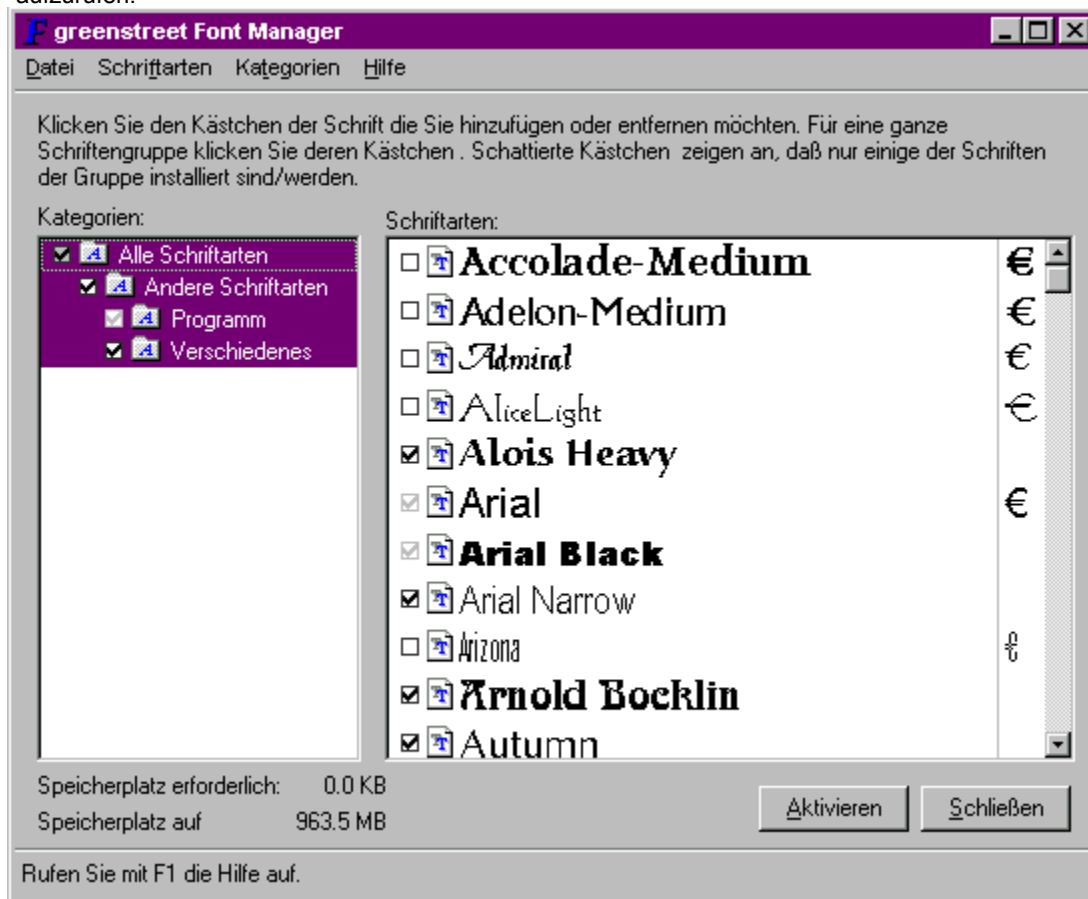 aufzurufen.
greenstreet Font Manager
Datei Schriftarten Kategorien Hilfe
Klicken Sie den Kästchen der Schrift die Sie hinzufügen oder entfernen möchten. Für eine ganze
Schriftengruppe klicken Sie deren Kästchen . Schattierte Kästchen zeigen an, daß nur einige der Schriften
der Gruppe installiert sind/werden.
Kategorien:
Alle Schriftarten
Andere Schriftarten
Programm
Verschiedenes
Schriftarten:
Accolade-Medium €
Adelon-Medium €
Admiral €
AliceLight €
Alois Heavy
Arial €
Arial Black
Arial Narrow
Arizona €
Arnold Bocklin
Autumn
Speicherplatz erforderlich: 0.0 KB
Speicherplatz auf 963.5 MB
Aktivieren Schließen
Rufen Sie mit F1 die Hilfe auf.